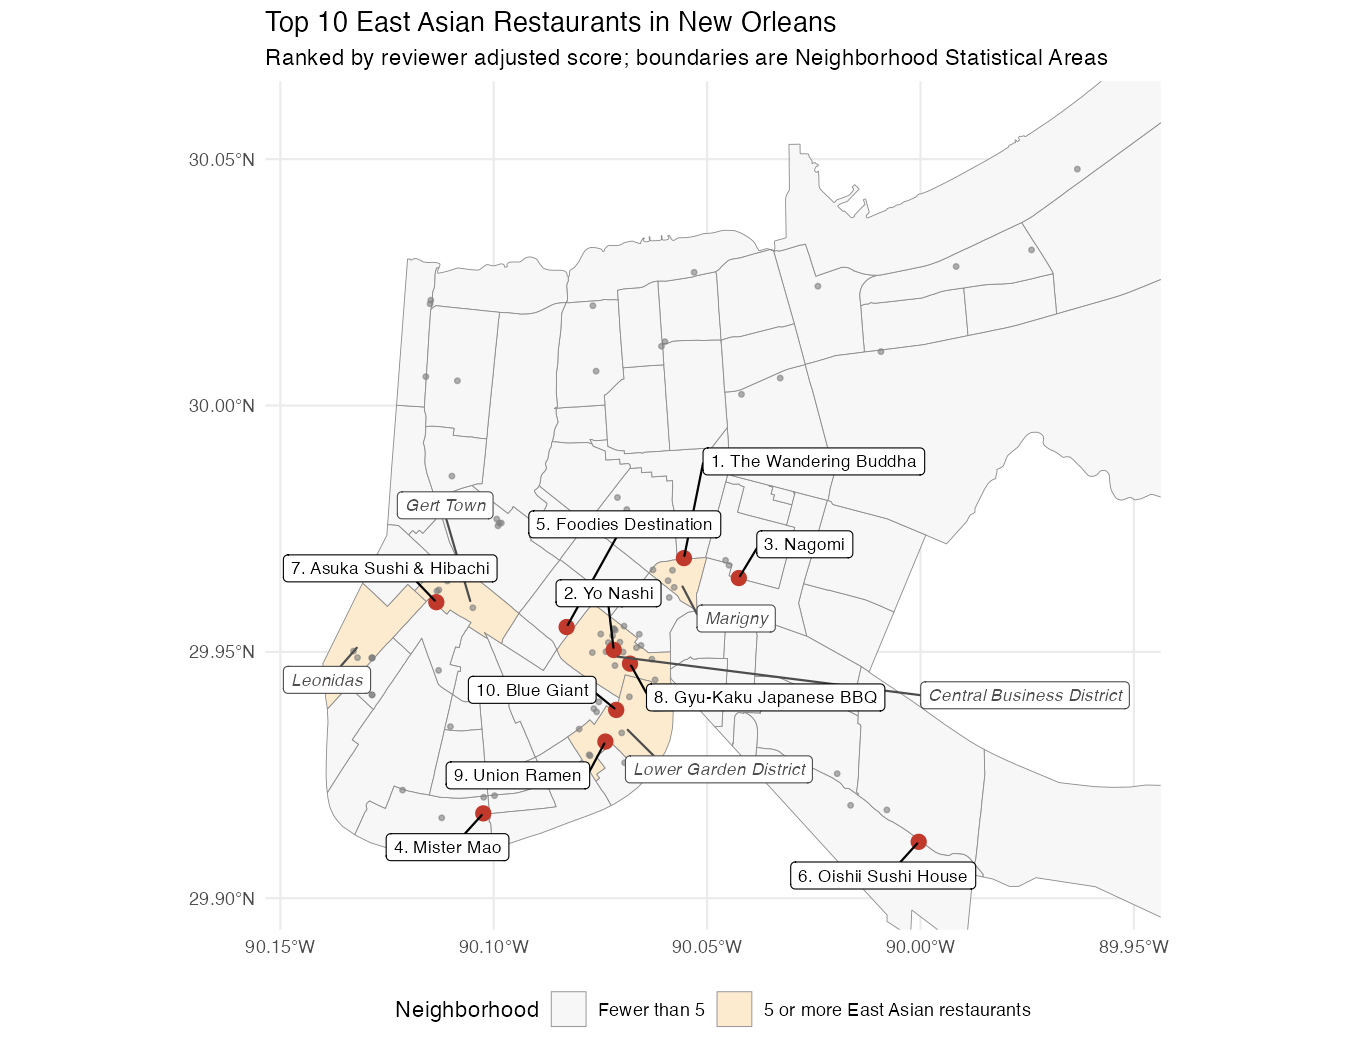 Top 10 East Asian Restaurants in New Orleans
Ranked by reviewer adjusted score; boundaries are Neighborhood Statistical Areas
30.05°N
30.00°N
29.95°N
29.90°N
1. The Wandering Buddha
Gert Town
5. Foodies Destination
3. Nagomi
7. Asuka Sushi & Hibachi
2. Yo Nashi
Marigny
Leonidas
10. Blue Giant
8. Gyu-Kaku Japanese BBQ
Central Business District
9. Union Ramen
Lower Garden District
4. Mister Mao
6. Oishii Sushi House
90.15°W
90.10°W
90.05°W
90.00°W
89.95°W
Neighborhood
Fewer than 5
5 or more East Asian restaurants